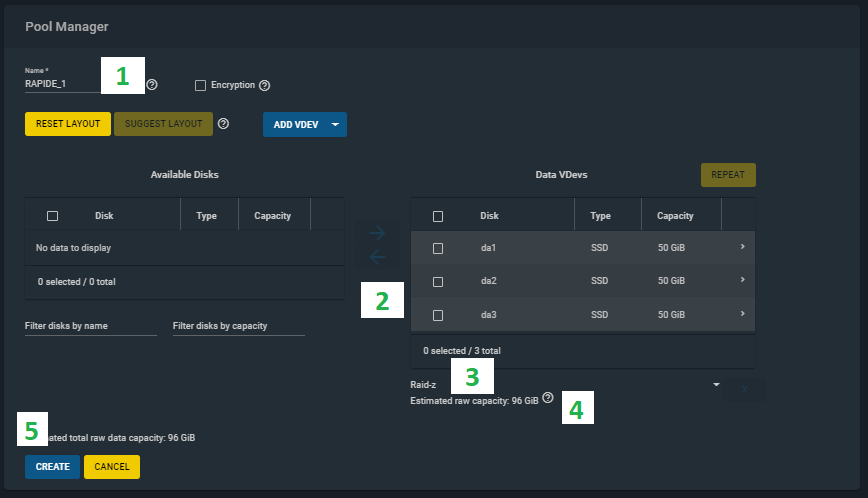 Pool Manager
Name *
RAPIDE_1
1
Encryption
RESET LAYOUT SUGGEST LAYOUT ADD VDEV
Available Disks
Data VDevs
REPEAT
Disk Type Capacity
No data to display
0 selected / 0 total
Filter disks by name Filter disks by capacity
2
Disk Type Capacity
da1 SSD 50 GiB
da2 SSD 50 GiB
da3 SSD 50 GiB
0 selected / 3 total
3
Raid-z
Estimated raw capacity: 96 GiB
4
5
ated total raw data capacity: 96 GiB
CREATE CANCEL